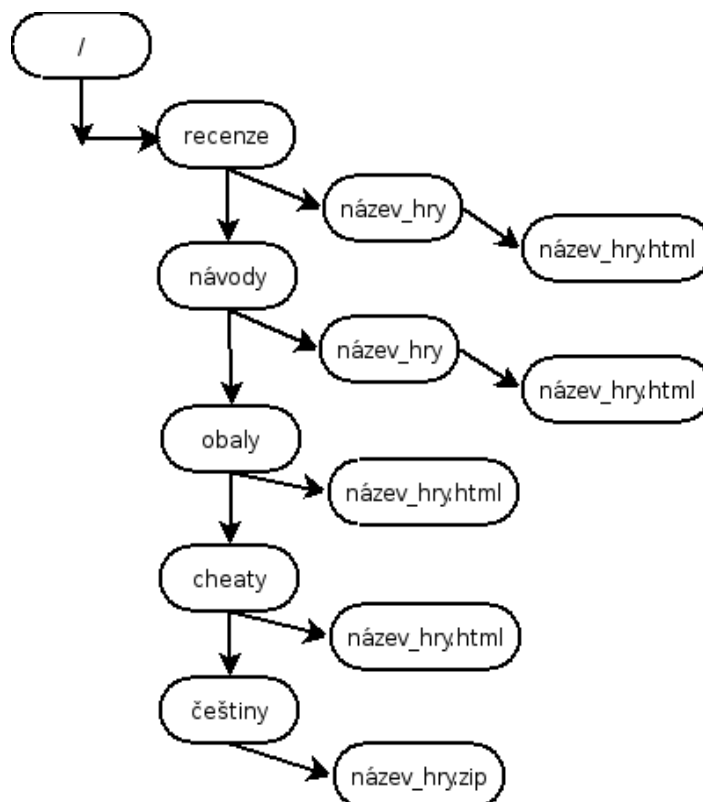 /
recenze
název_hry
název_hry.html
návody
název_hry
název_hry.html
obaly
název_hry.html
cheaty
název_hry.html
češtiny
název_hry.zip